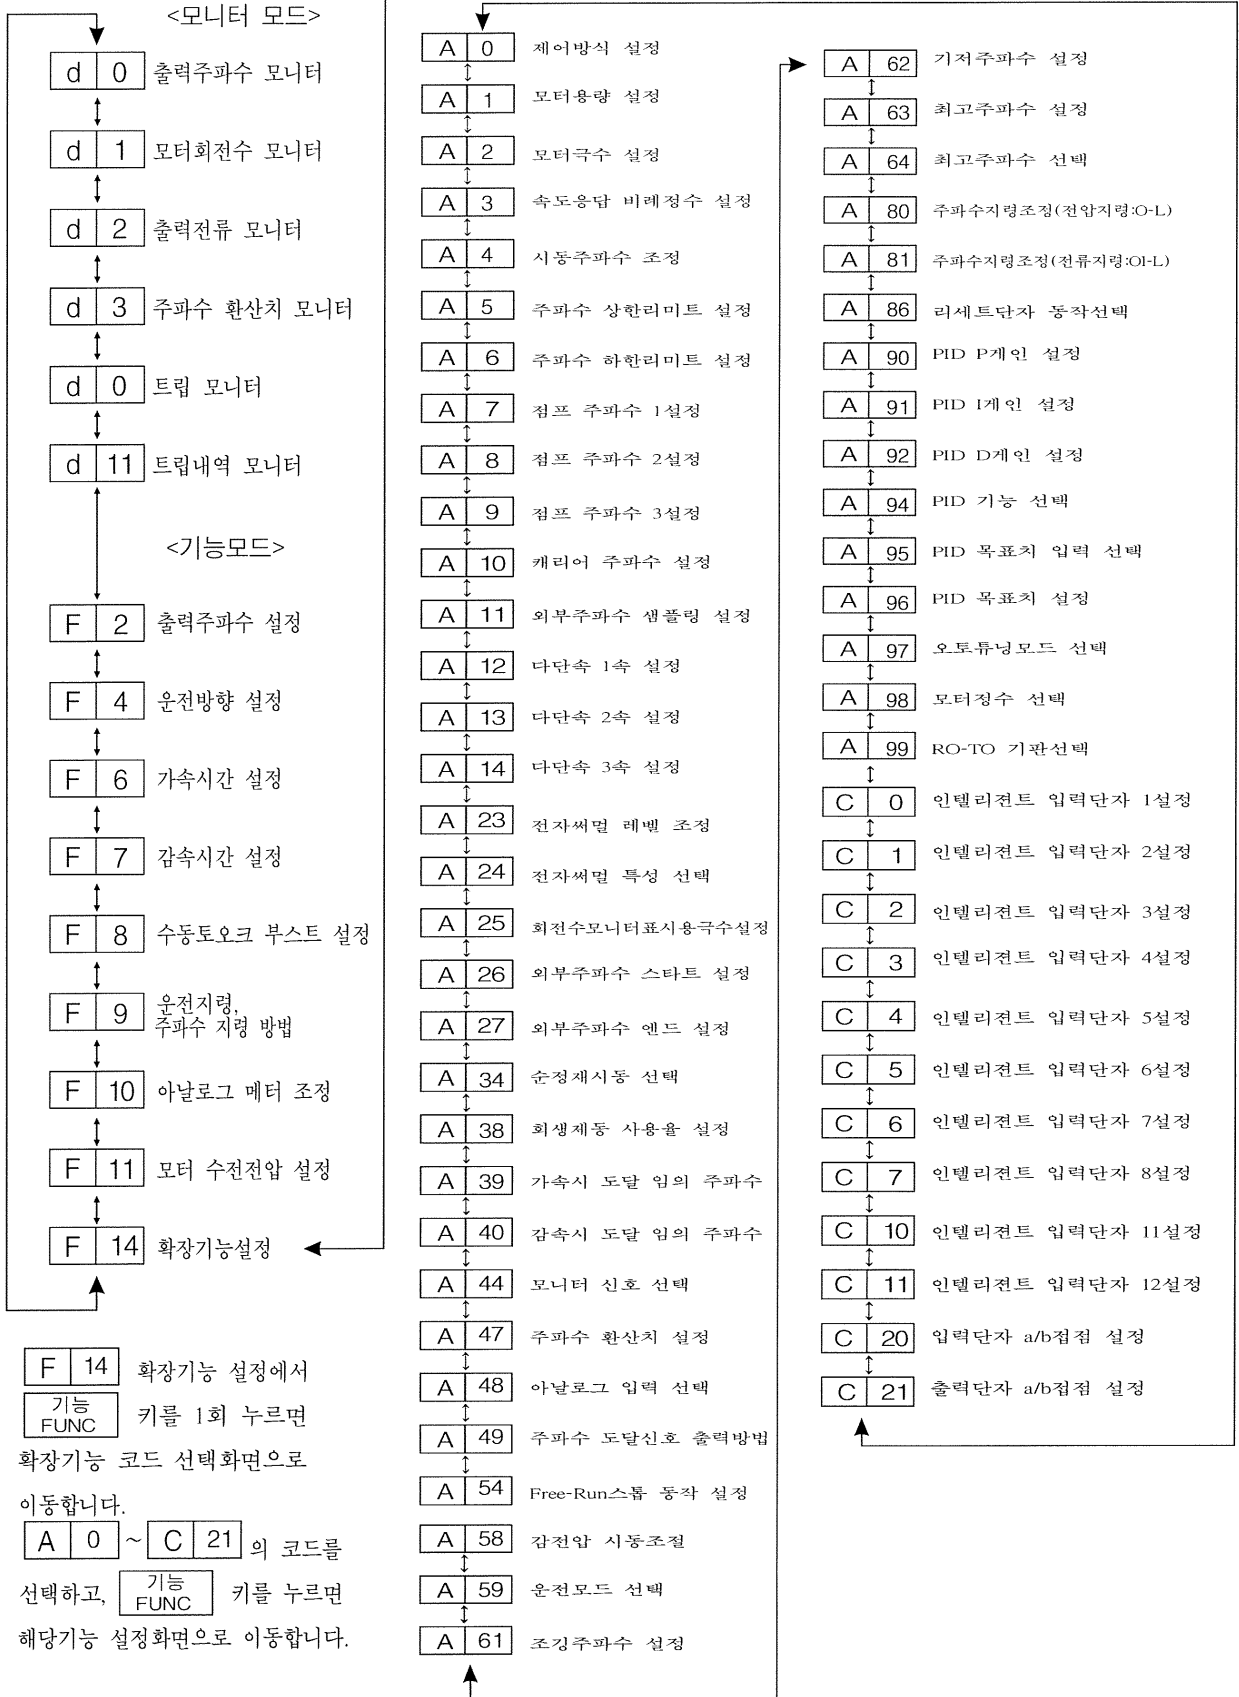 <모니터 모드>
d 0 출력주파수 모니터
d 1 모터회전수 모니터
d 2 출력전류 모니터
d 3 주파수 환산치 모니터
d 0 트립 모니터
d 11 트립내역 모니터
<기능모드>
F 2 출력주파수 설정
F 4 운전방향 설정
F 6 가속시간 설정
F 7 감속시간 설정
F 8 수동토오크 부스트 설정
F 9 운전지령,
주파수 지령 방법
F 10 아날로그 메터 조정
F 11 모터 수전전압 설정
F 14 확장기능설정
F 14 확장기능 설정에서
기능
FUNC 키를 1회 누르면
확장기능 코드 선택화면으로
이동합니다.
A 0 ~ C 21 의 코드를
선택하고, 기능
FUNC 키를 누르면
해당기능 설정화면으로 이동합니다.
A 0 제어방식 설정
A 1 모터용량 설정
A 2 모터극수 설정
A 3 속도응답 비례정수 설정
A 4 시동주파수 조정
A 5 주파수 상한리미트 설정
A 6 주파수 하한리미트 설정
A 7 점프 주파수 1설정
A 8 점프 주파수 2설정
A 9 점프 주파수 3설정
A 10 캐리어 주파수 설정
A 11 외부주파수 샘플링 설정
A 12 다단속 1속 설정
A 13 다단속 2속 설정
A 14 다단속 3속 설정
A 23 전자써멀 레벨 조정
A 24 전자써멀 특성 선택
A 25 회전수모니터표시용극수설정
A 26 외부주파수 스타트 설정
A 27 외부주파수 엔드 설정
A 34 순정재시동 선택
A 38 회생제동 사용율 설정
A 39 가속시 도달 임의 주파수
A 40 감속시 도달 임의 주파수
A 44 모니터 신호 선택
A 47 주파수 환산치 설정
A 48 아날로그 입력 선택
A 49 주파수 도달신호 출력방법
A 54 Free-Run스톱 동작 설정
A 58 감전압 시동조절
A 59 운전모드 선택
A 61 조깅주파수 설정
A 62 기저주파수 설정
A 63 최고주파수 설정
A 64 최고주파수 선택
A 80 주파수지령조정(전압지령:O-L)
A 81 주파수지령조정(전류지령:OI-L)
A 86 리세트단자 동작선택
A 90 PID P게인 설정
A 91 PID I게인 설정
A 92 PID D게인 설정
A 94 PID 기능 선택
A 95 PID 목표치 입력 선택
A 96 PID 목표치 설정
A 97 오토튜닝모드 선택
A 98 모터정수 선택
A 99 RO-TO 기판선택
C 0 인텔리젼트 입력단자 1설정
C 1 인텔리젼트 입력단자 2설정
C 2 인텔리젼트 입력단자 3설정
C 3 인텔리젼트 입력단자 4설정
C 4 인텔리젼트 입력단자 5설정
C 5 인텔리젼트 입력단자 6설정
C 6 인텔리젼트 입력단자 7설정
C 7 인텔리젼트 입력단자 8설정
C 10 인텔리젼트 입력단자 11설정
C 11 인텔리젼트 입력단자 12설정
C 20 입력단자 a/b접점 설정
C 21 출력단자 a/b접점 설정